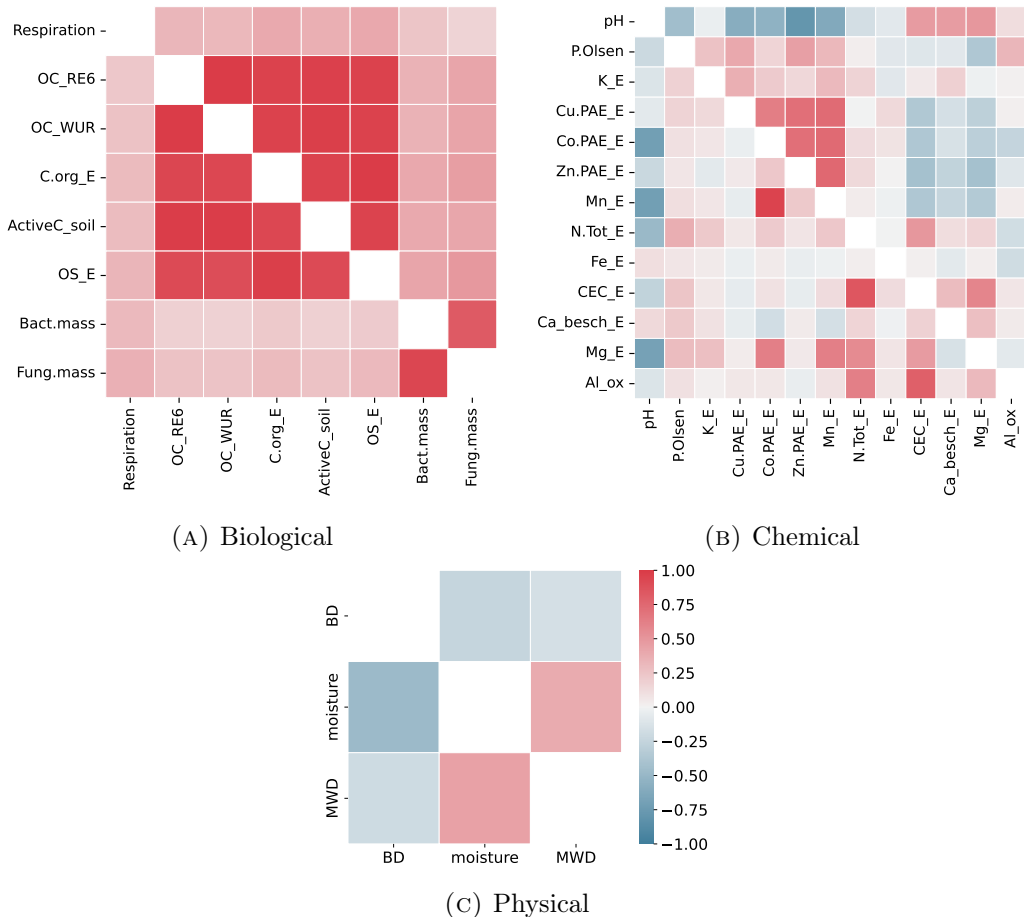 Respiration
OC_RE6
OC_WUR
C.org_E
ActiveC_soil
OS_E
Bact.mass
Fung.mass
Respiration OC_RE6 OC_WUR C.org_E ActiveC_soil OS_E Bact.mass Fung.mass
(A) Biological
pH
P.Olsen
K_E
Cu.PAE_E
Co.PAE_E
Zn.PAE_E
Mn_E
N.Tot_E
Fe_E
CEC_E
Ca_besch_E
Mg_E
Al_ox
pH P.Olsen K_E Cu.PAE_E Co.PAE_E Zn.PAE_E Mn_E N.Tot_E Fe_E CEC_E Ca_besch_E Mg_E Al_ox
(B) Chemical
BD
moisture
MWD
BD moisture MWD
1.00
0.75
0.50
0.25
0.00
−0.25
−0.50
−0.75
−1.00
(C) Physical